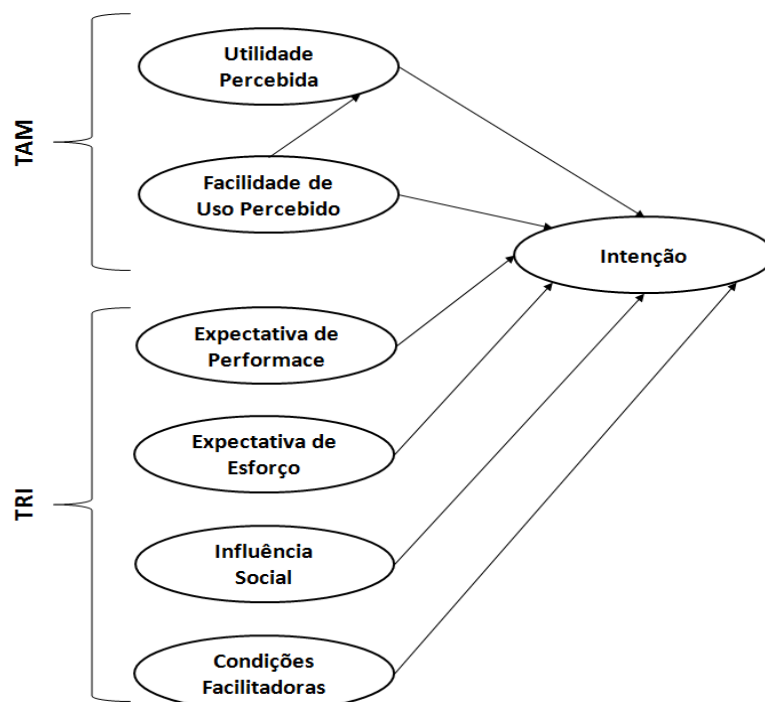 TAM
Utilidade
Percebida
Facilidade de
Uso Percebido
Intenção
TRI
Expectativa de
Performace
Expectativa de
Esforço
Influência
Social
Condições
Facilitadoras